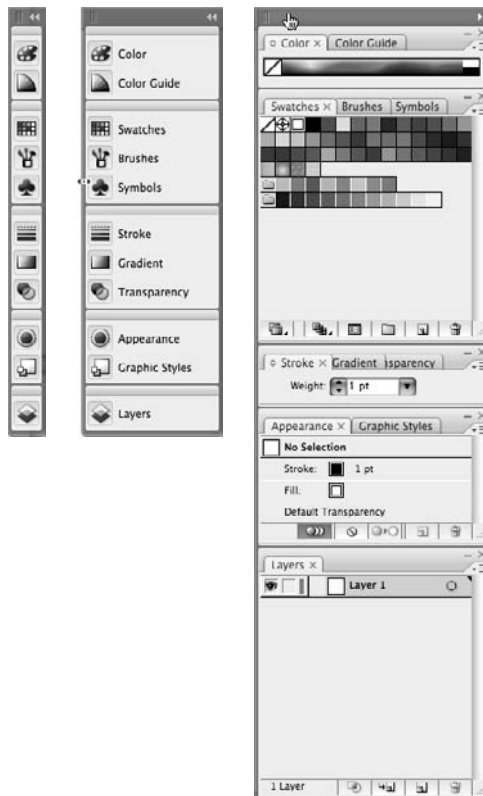 Color
Color Guide
Swatches
Brushes
Symbols
Stroke
Gradient
Transparency
Appearance
Graphic Styles
Layers
Color × Color Guide
Swatches × Brushes Symbols
Stroke × Gradient sparency
Weight: 1 pt
Appearance × Graphic Styles
No Selection
Stroke: 1 pt
Fill:
Default Transparency
Layers ×
Layer 1
1 Layer